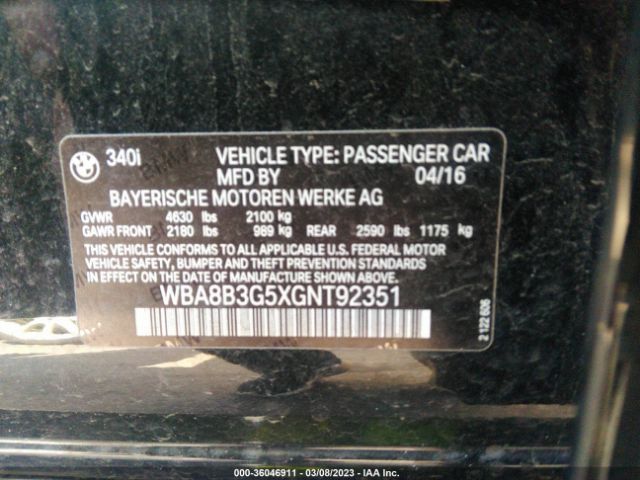 340i VEHICLE TYPE: PASSENGER CAR
MFD BY 04/16
BAYERISCHE MOTOREN WERKE AG
GVWR 4630 lbs 2100 kg
GAWR FRONT 2180 lbs 989 kg REAR 2590 lbs 1175 kg
THIS VEHICLE CONFORMS TO ALL APPLICABLE U.S. FEDERAL MOTOR
VEHICLE SAFETY, BUMPER AND THEFT PREVENTION STANDARDS
IN EFFECT ON THE DATE OF MANUFACTURE SHOWN ABOVE.
WBA8B3G5XGNT92351
2 122 606
000-36046911 - 03/08/2023 - IAA Inc.